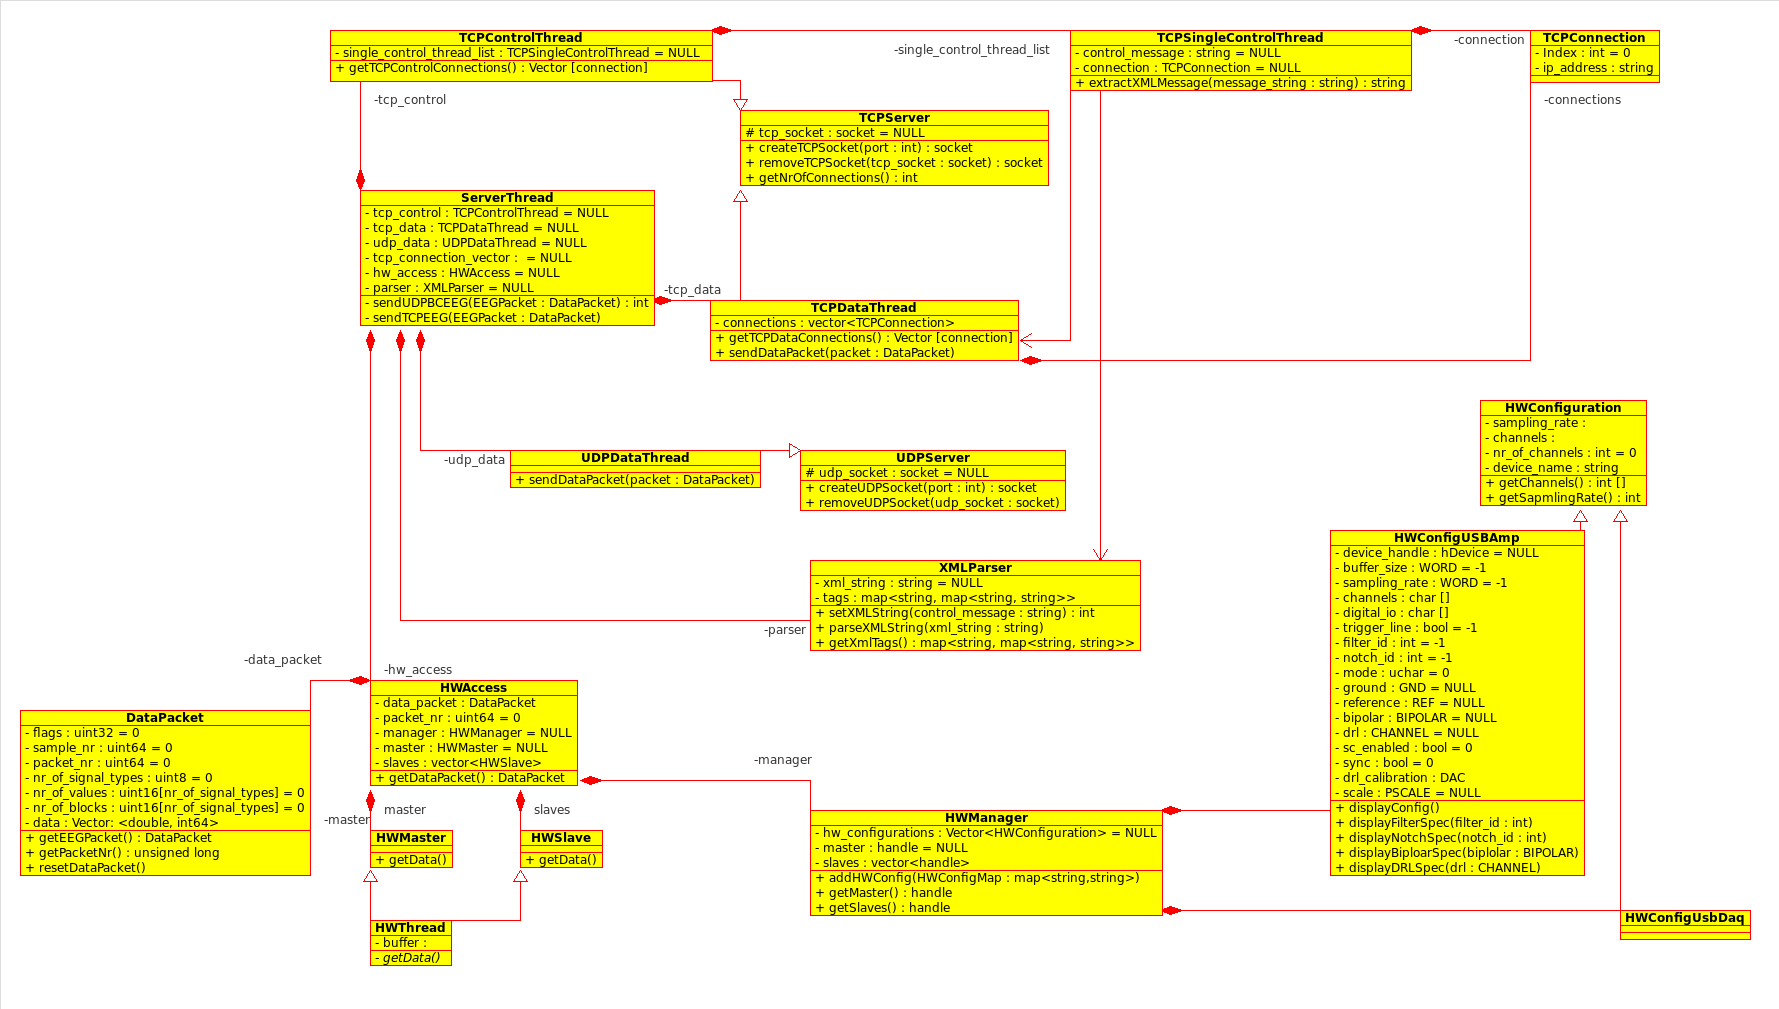 TCPControlThread
- single_control_thread_list : TCPSingleControlThread = NULL
+ getTCPControlConnections() : Vector [connection]
-single_control_thread_list
TCPSingleControlThread
- control_message : string = NULL
- connection : TCPConnection = NULL
+ extractXMLMessage(message_string : string) : string
-connection
TCPConnection
- Index : int = 0
- ip_address : string
-connections
-tcp_control
TCPServer
# tcp_socket : socket = NULL
+ createTCPSocket(port : int) : socket
+ removeTCPSocket(tcp_socket : socket) : socket
+ getNrOfConnections() : int
ServerThread
- tcp_control : TCPControlThread = NULL
- tcp_data : TCPDataThread = NULL
- udp_data : UDPDataThread = NULL
- tcp_connection_vector :  = NULL
- hw_access : HWAccess = NULL
- parser : XMLParser = NULL
+ sendUDPBCEEG(EEGPacket : DataPacket) : int
+ sendTCPEEG(EEGPacket : DataPacket)
-tcp_data
TCPDataThread
- connections : vector<TCPConnection>
+ getTCPDataConnections() : Vector [connection]
+ sendDataPacket(packet : DataPacket)
-udp_data
UDPDataThread
+ sendDataPacket(packet : DataPacket)
UDPServer
# udp_socket : socket = NULL
+ createUDPSocket(port : int) : socket
+ removeUDPSocket(udp_socket : socket)
HWConfiguration
- sampling_rate :
- channels :
- nr_of_channels : int = 0
- device_name : string
+ getChannels() : int []
+ getSapmlingRate() : int
XMLParser
- xml_string : string = NULL
- tags : map<string, map<string, string>>
+ setXMLString(control_message : string) : int
+ parseXMLString(xml_string : string)
+ getXmlTags() : map<string, map<string, string>>
-parser
HWConfigUSBAmp
- device_handle : hDevice = NULL
- buffer_size : WORD = -1
- sampling_rate : WORD = -1
- channels : char []
- digital_io : char []
- trigger_line : bool = -1
- filter_id : int = -1
- notch_id : int = -1
- mode : uchar = 0
- ground : GND = NULL
- reference : REF = NULL
- bipolar : BIPOLAR = NULL
- drl : CHANNEL = NULL
- sc_enabled : bool = 0
- sync : bool = 0
- drl_calibration : DAC
- scale : PSCALE = NULL
+ displayConfig()
+ displayFilterSpec(filter_id : int)
+ displayNotchSpec(notch_id : int)
+ displayBiploarSpec(biplolar : BIPOLAR)
+ displayDRLSpec(drl : CHANNEL)
-data_packet
-hw_access
DataPacket
- flags : uint32 = 0
- sample_nr : uint64 = 0
- packet_nr : uint64 = 0
- nr_of_signal_types : uint8 = 0
- nr_of_values : uint16[nr_of_signal_types] = 0
- nr_of_blocks : uint16[nr_of_signal_types] = 0
- data : Vector: <double, int64>
+ getEEGPacket() : DataPacket
+ getPacketNr() : unsigned long
+ resetDataPacket()
HWAccess
- data_packet : DataPacket
- packet_nr : uint64 = 0
- manager : HWManager = NULL
- master : HWMaster = NULL
- slaves : vector<HWSlave>
+ getDataPacket() : DataPacket
-manager
-master
master
slaves
HWMaster
+ getData()
HWSlave
+ getData()
HWManager
- hw_configurations : Vector<HWConfiguration> = NULL
- master : handle = NULL
- slaves : vector<handle>
+ addHWConfig(HWConfigMap : map<string,string>)
+ getMaster() : handle
+ getSlaves() : handle
HWThread
- buffer :
- getData()
HWConfigUsbDaq